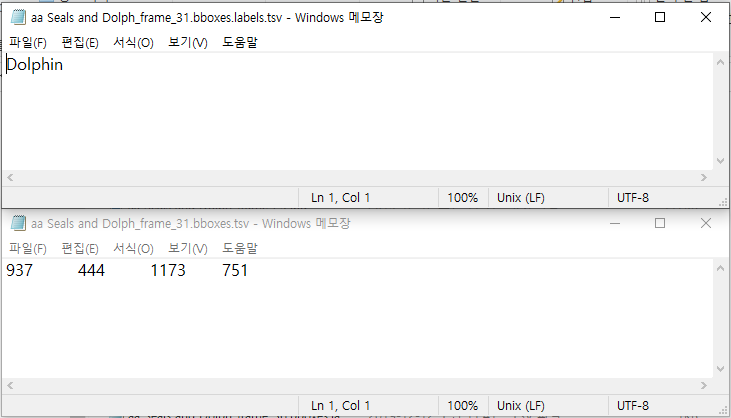 aa Seals and Dolph_frame_31.bboxes.labels.tsv - Windows 메모장
파일(F) 편집(E) 서식(O) 보기(V) 도움말
Dolphin
Ln 1, Col 1 100% Unix (LF) UTF-8
aa Seals and Dolph_frame_31.bboxes.tsv - Windows 메모장
파일(F) 편집(E) 서식(O) 보기(V) 도움말
937 444 1173 751
Ln 1, Col 1 100% Unix (LF) UTF-8